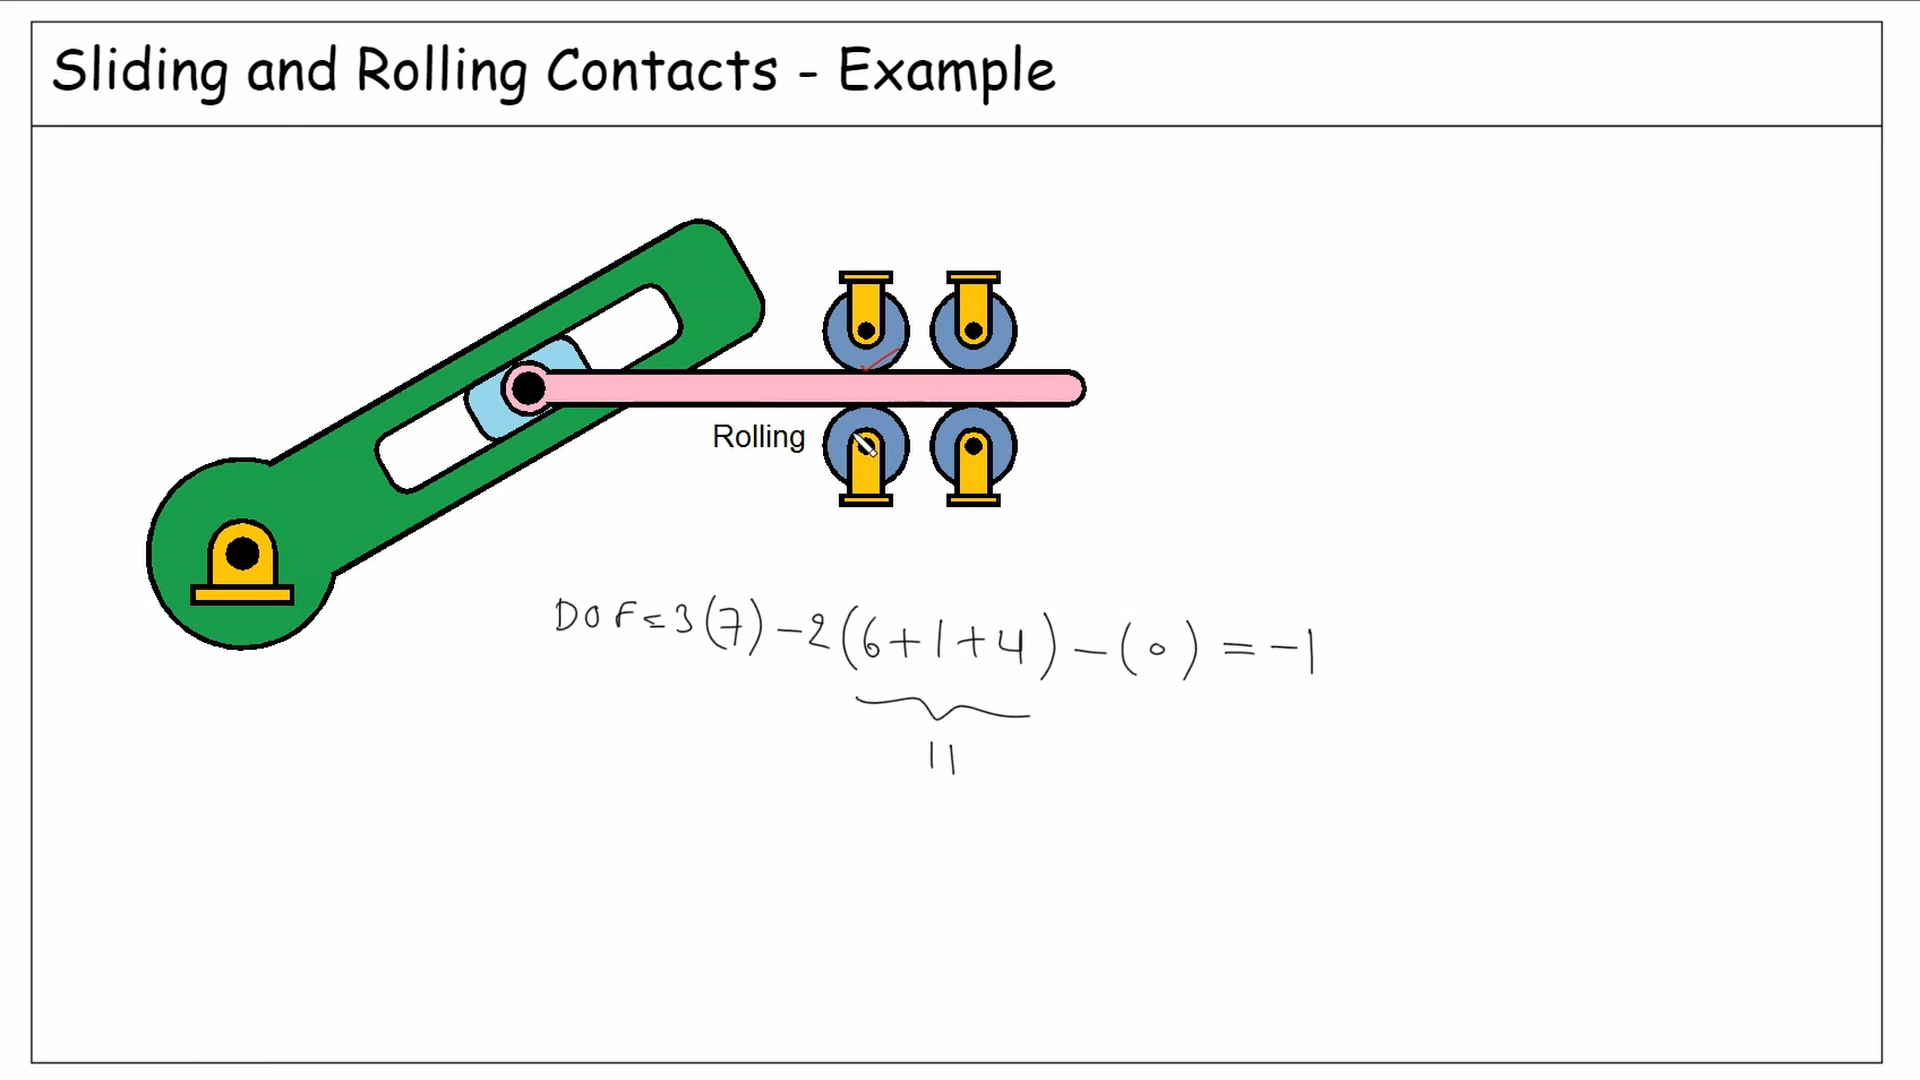 Sliding and Rolling Contacts - Example
Rolling
DOF = 3(7) - 2(6+1+4) - (0) = -1
11